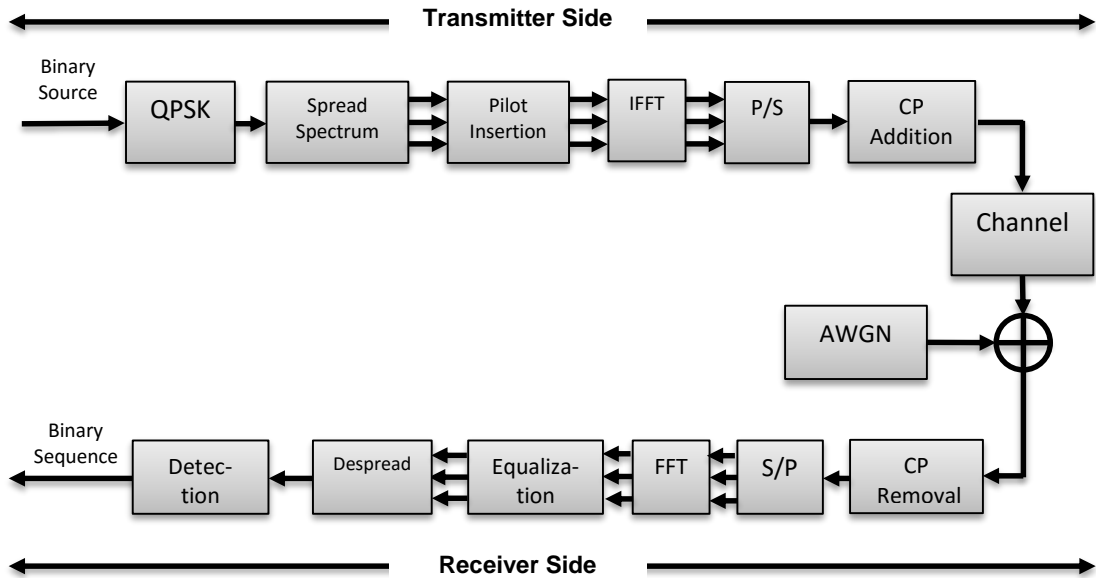 Transmitter Side
Binary
Source
QPSK
Spread
Spectrum
Pilot
Insertion
IFFT
P/S
CP
Addition
Channel
AWGN
Binary
Sequence
Detec-
tion
Despread
Equaliza-
tion
FFT
S/P
CP
Removal
Receiver Side